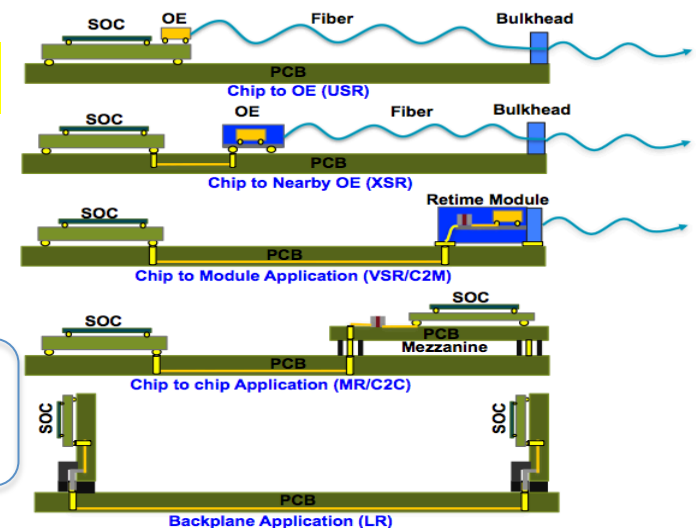 SOC OE Fiber Bulkhead
PCB
Chip to OE (USR)
SOC OE Fiber Bulkhead
PCB
Chip to Nearby OE (XSR)
SOC Retime Module
PCB
Chip to Module Application (VSR/C2M)
SOC SOC
PCB
Mezzanine
PCB
Chip to chip Application (MR/C2C)
SOC SOC
PCB
Backplane Application (LR)